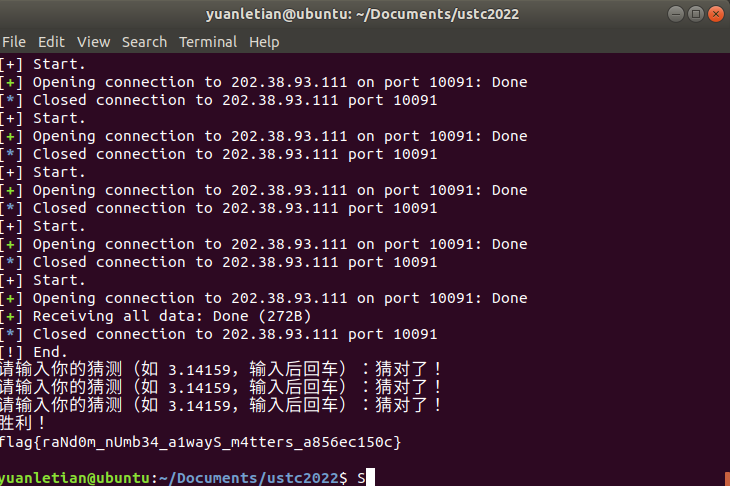 yuanletian@ubuntu: ~/Documents/ustc2022
File Edit View Search Terminal Help
[+] Start.
[+] Opening connection to 202.38.93.111 on port 10091: Done
[*] Closed connection to 202.38.93.111 port 10091
[+] Start.
[+] Opening connection to 202.38.93.111 on port 10091: Done
[*] Closed connection to 202.38.93.111 port 10091
[+] Start.
[+] Opening connection to 202.38.93.111 on port 10091: Done
[*] Closed connection to 202.38.93.111 port 10091
[+] Start.
[+] Opening connection to 202.38.93.111 on port 10091: Done
[*] Closed connection to 202.38.93.111 port 10091
[+] Start.
[+] Opening connection to 202.38.93.111 on port 10091: Done
[+] Receiving all data: Done (272B)
[*] Closed connection to 202.38.93.111 port 10091
[!] End.
请输入你的猜测（如 3.14159，输入后回车）：猜对了！
请输入你的猜测（如 3.14159，输入后回车）：猜对了！
请输入你的猜测（如 3.14159，输入后回车）：猜对了！
胜利！
flag{raNd0m_nUmb34_a1wayS_m4tters_a856ec150c}
yuanletian@ubuntu:~/Documents/ustc2022$ S